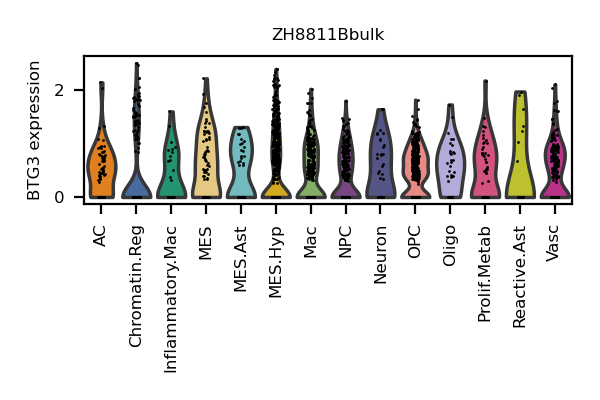 ZH8811Bbulk
BTG3 expression
2
0
AC
Chromatin.Reg
Inflammatory.Mac
MES
MES.Ast
MES.Hyp
Mac
NPC
Neuron
OPC
Oligo
Prolif.Metab
Reactive.Ast
Vasc